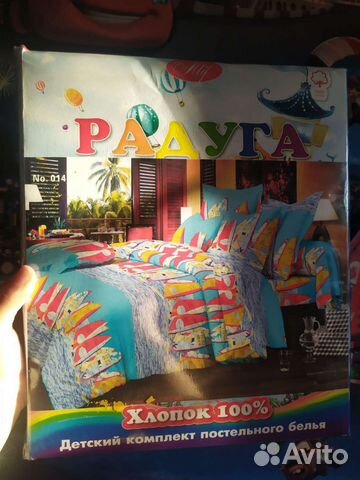 РАДУГА
No. 014
Хлопок 100%
Детский комплект постельного белья
Avito